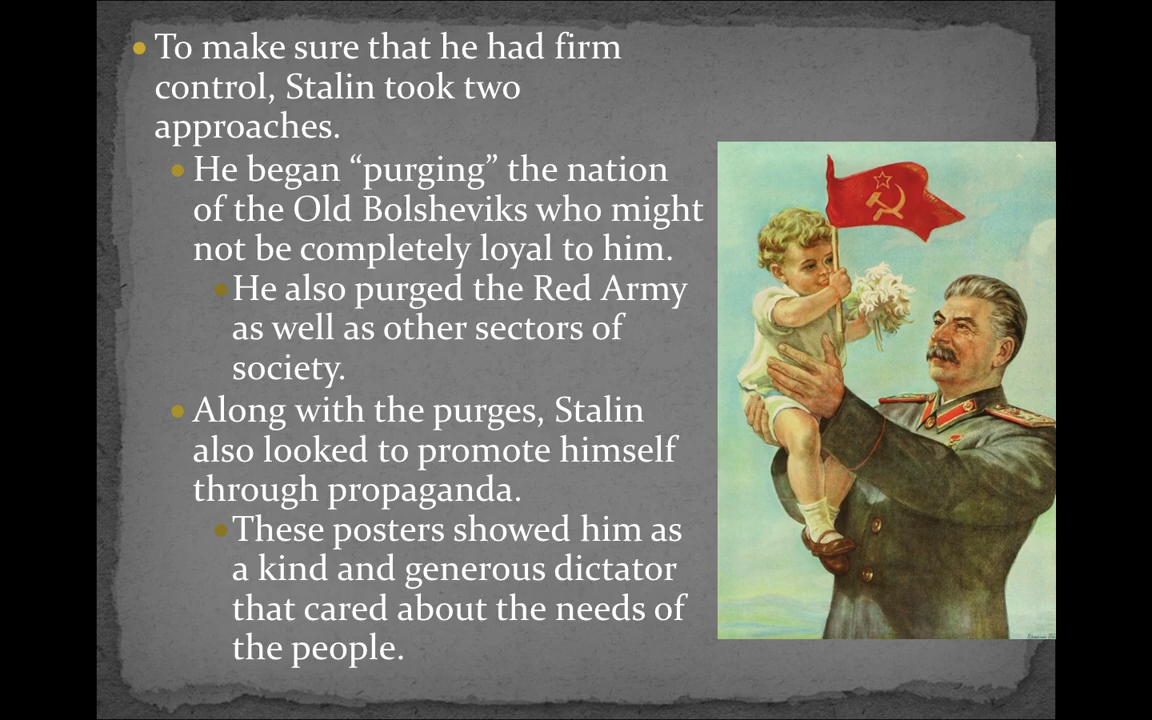 To make sure that he had firm
control, Stalin took two
approaches.
He began “purging” the nation
of the Old Bolsheviks who might
not be completely loyal to him.
He also purged the Red Army
as well as other sectors of
society.
Along with the purges, Stalin
also looked to promote himself
through propaganda.
These posters showed him as
a kind and generous dictator
that cared about the needs of
the people.